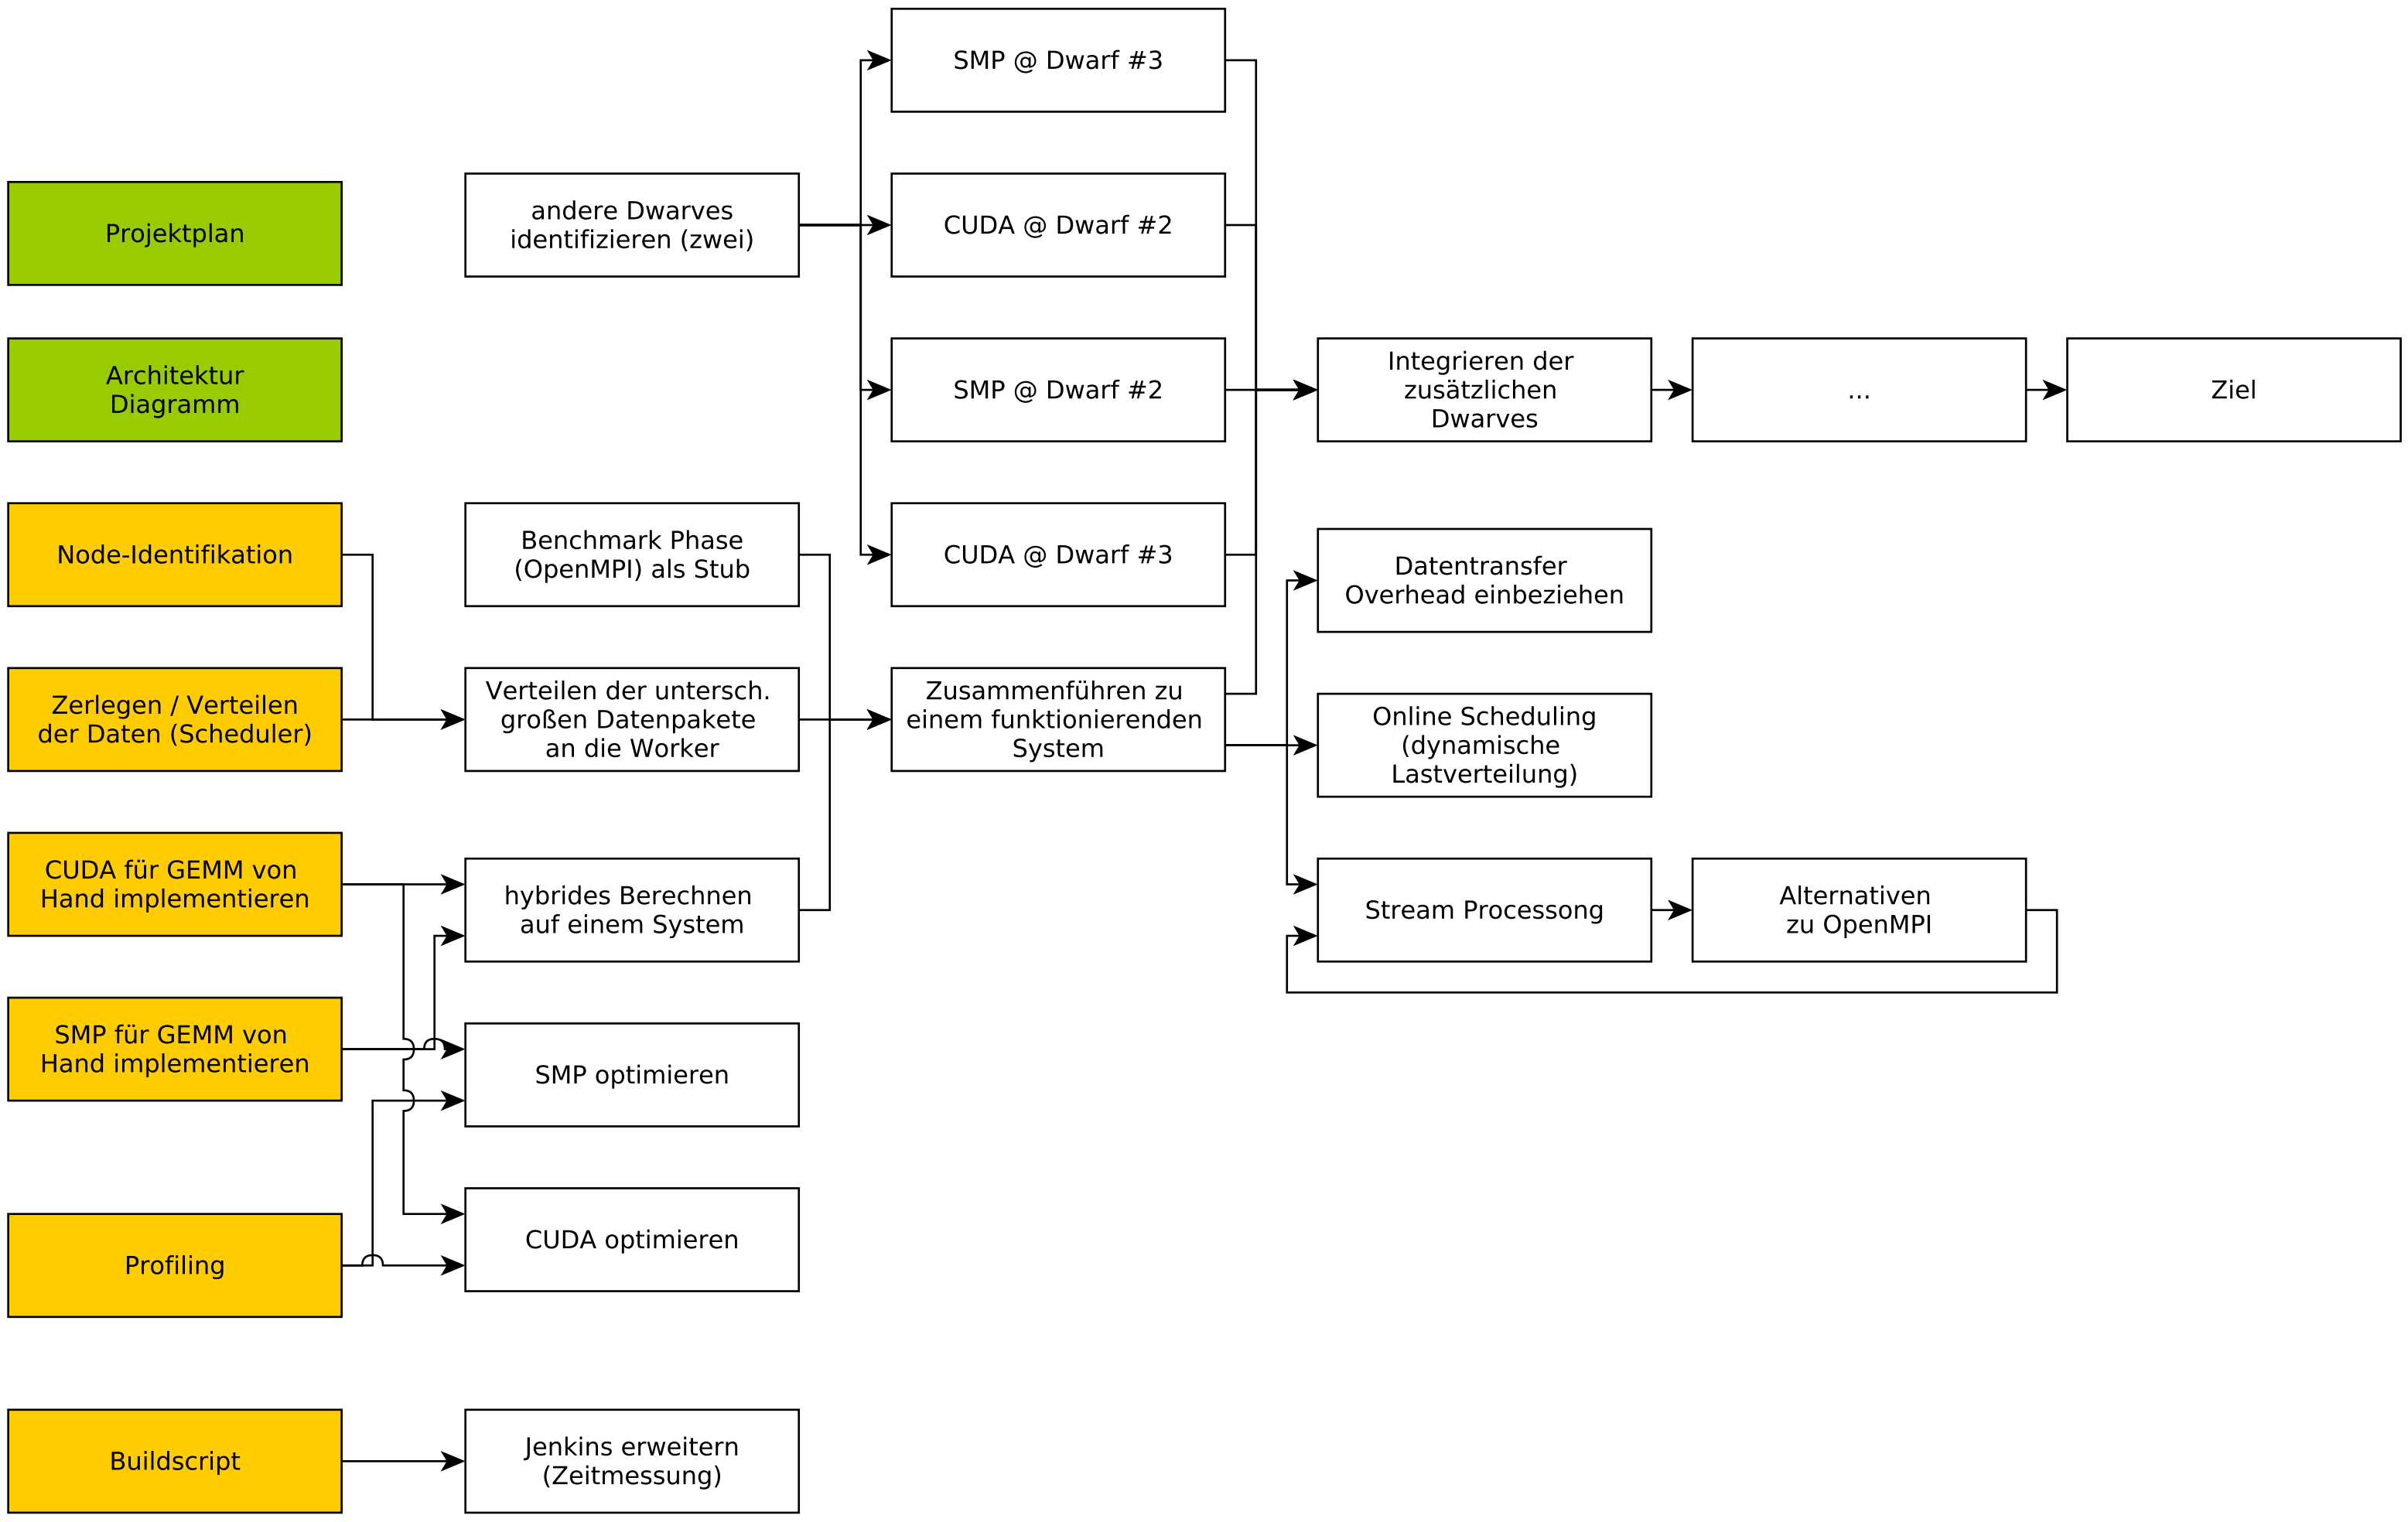 SMP @ Dwarf #3
Projektplan
andere Dwarves
identifizieren (zwei)
CUDA @ Dwarf #2
Architektur
Diagramm
SMP @ Dwarf #2
Integrieren der
zusätzlichen
Dwarves
...
Ziel
Node-Identifikation
Benchmark Phase
(OpenMPI) als Stub
CUDA @ Dwarf #3
Datentransfer
Overhead einbeziehen
Zerlegen / Verteilen
der Daten (Scheduler)
Verteilen der untersch.
großen Datenpakete
an die Worker
Zusammenführen zu
einem funktionierenden
System
Online Scheduling
(dynamische
Lastverteilung)
CUDA für GEMM von
Hand implementieren
hybrides Berechnen
auf einem System
Stream Processong
Alternativen
zu OpenMPI
SMP für GEMM von
Hand implementieren
SMP optimieren
Profiling
CUDA optimieren
Buildscript
Jenkins erweitern
(Zeitmessung)